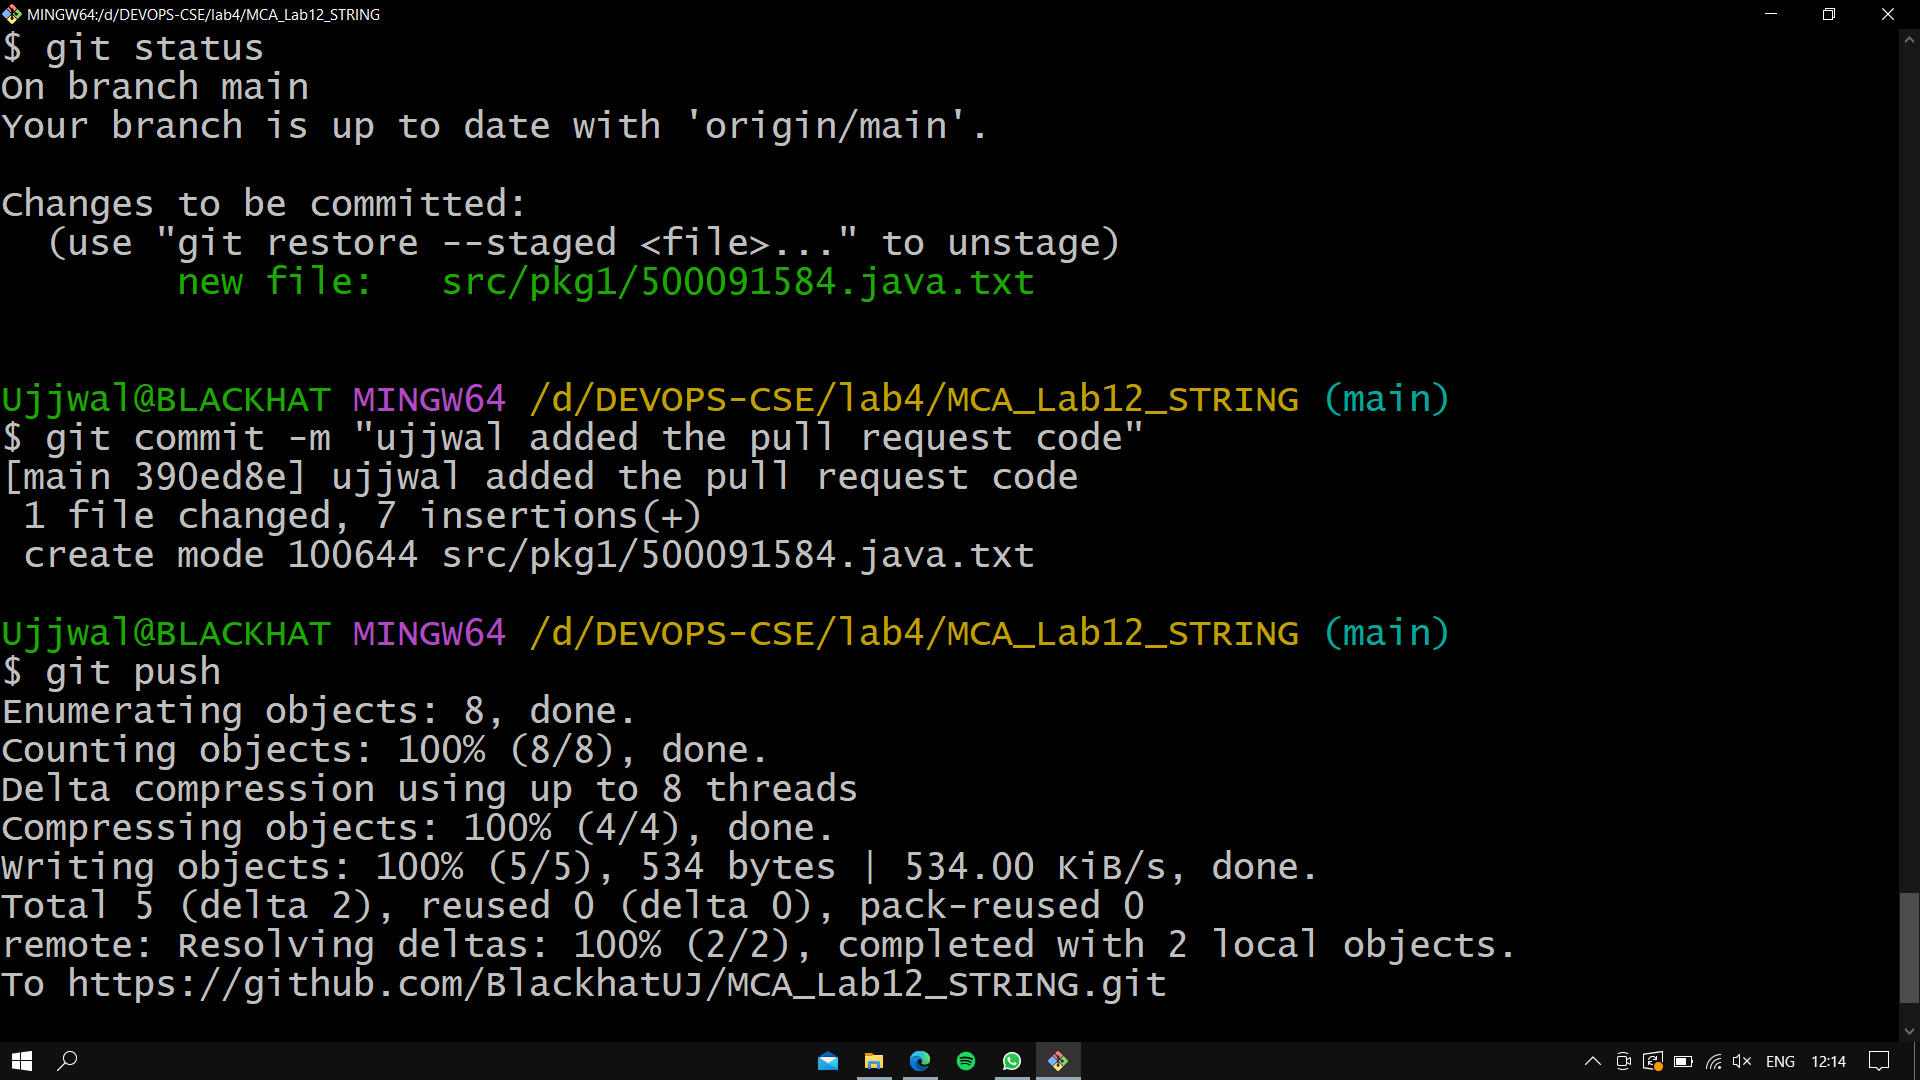 MINGW64:/d/DEVOPS-CSE/lab4/MCA_Lab12_STRING
$ git status
On branch main
Your branch is up to date with 'origin/main'.
Changes to be committed:
  (use "git restore --staged <file>..." to unstage)
        new file:   src/pkg1/500091584.java.txt
Ujjwal@BLACKHAT MINGW64 /d/DEVOPS-CSE/lab4/MCA_Lab12_STRING (main)
$ git commit -m "ujjwal added the pull request code"
[main 390ed8e] ujjwal added the pull request code
 1 file changed, 7 insertions(+)
 create mode 100644 src/pkg1/500091584.java.txt
Ujjwal@BLACKHAT MINGW64 /d/DEVOPS-CSE/lab4/MCA_Lab12_STRING (main)
$ git push
Enumerating objects: 8, done.
Counting objects: 100% (8/8), done.
Delta compression using up to 8 threads
Compressing objects: 100% (4/4), done.
Writing objects: 100% (5/5), 534 bytes | 534.00 KiB/s, done.
Total 5 (delta 2), reused 0 (delta 0), pack-reused 0
remote: Resolving deltas: 100% (2/2), completed with 2 local objects.
To https://github.com/BlackhatUJ/MCA_Lab12_STRING.git
ENG 12:14